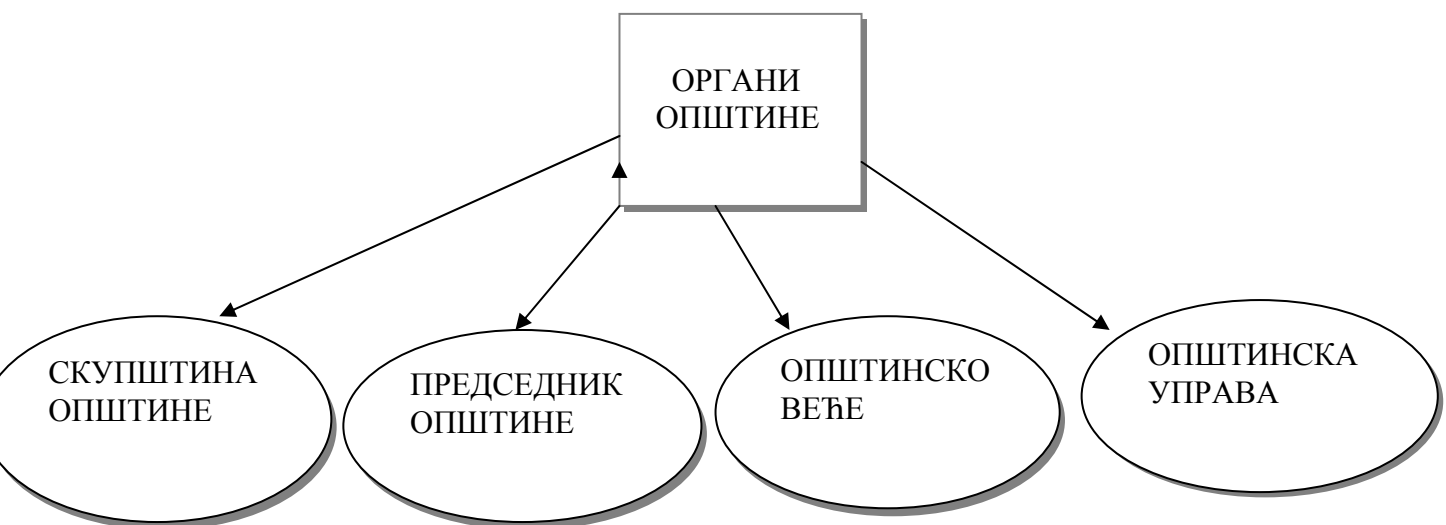 ОРГАНИ
ОПШТИНЕ
СКУПШТИНА
ОПШТИНЕ
ПРЕДСЕДНИК
ОПШТИНЕ
ОПШТИНСКО
ВЕЋЕ
ОПШТИНСКА
УПРАВА